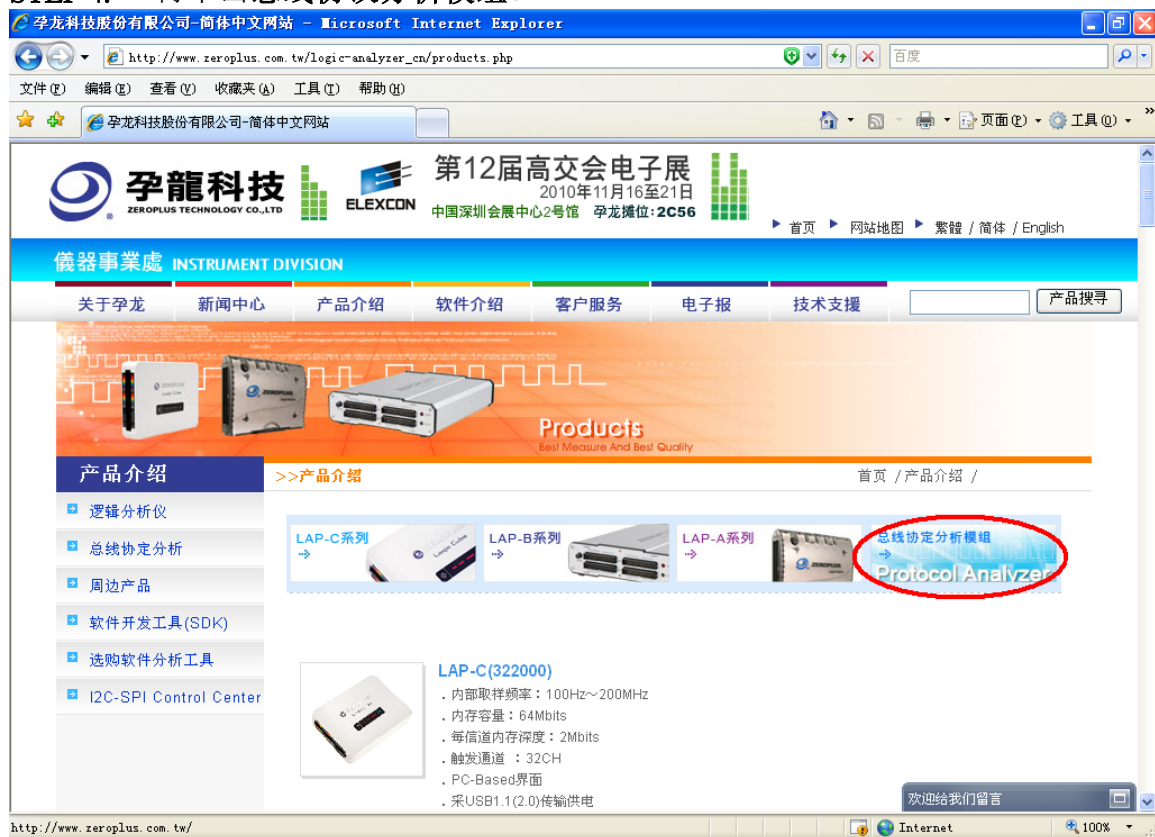 孕龙科技股份有限公司-简体中文网站 - Microsoft Internet Explorer
http://www.zeroplus.com.tw/logic-analyzer_cn/products.php
百度
文件(F) 编辑(E) 查看(V) 收藏夹(A) 工具(T) 帮助(H)
孕龙科技股份有限公司-简体中文网站
页面(P) 工具(O) »
孕龍科技
ZEROPLUS TECHNOLOGY CO.,LTD
ELEXCON
第12届高交会电子展
2010年11月16至21日
中国深圳会展中心2号馆 孕龙摊位:2C56
首页 网站地图 繁體 / 简体 / English
儀器事業處 INSTRUMENT DIVISION
关于孕龙 新闻中心 产品介绍 软件介绍 客户服务 电子报 技术支援 产品搜寻
Products
Best Measure And Best Quality
产品介绍
>>产品介绍
首页 / 产品介绍 /
逻辑分析仪
总线协定分析
周边产品
软件开发工具(SDK)
选购软件分析工具
I2C-SPI Control Center
LAP-C系列
LAP-B系列
LAP-A系列
总线协定分析模组
Protocol Analyzer
LAP-C(322000)
．内部取样频率：100Hz～200MHz
．内存容量：64Mbits
．每信道内存深度：2Mbits
．触发通道 ：32CH
．PC-Based界面
．采USB1.1(2.0)传输供电
欢迎给我们留言
http://www.zeroplus.com.tw/
Internet
100%